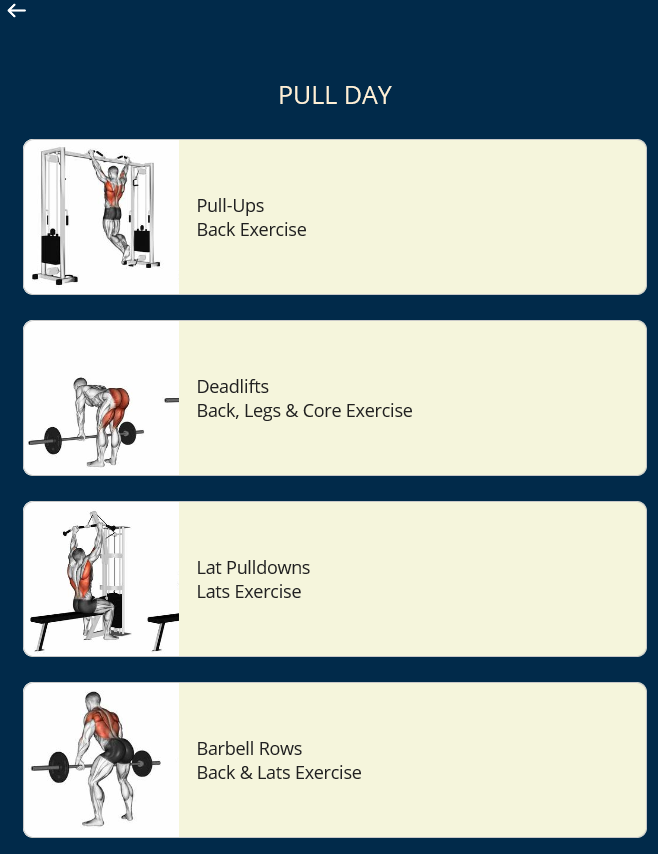 PULL DAY
Pull-Ups
Back Exercise
Deadlifts
Back, Legs & Core Exercise
Lat Pulldowns
Lats Exercise
Barbell Rows
Back & Lats Exercise